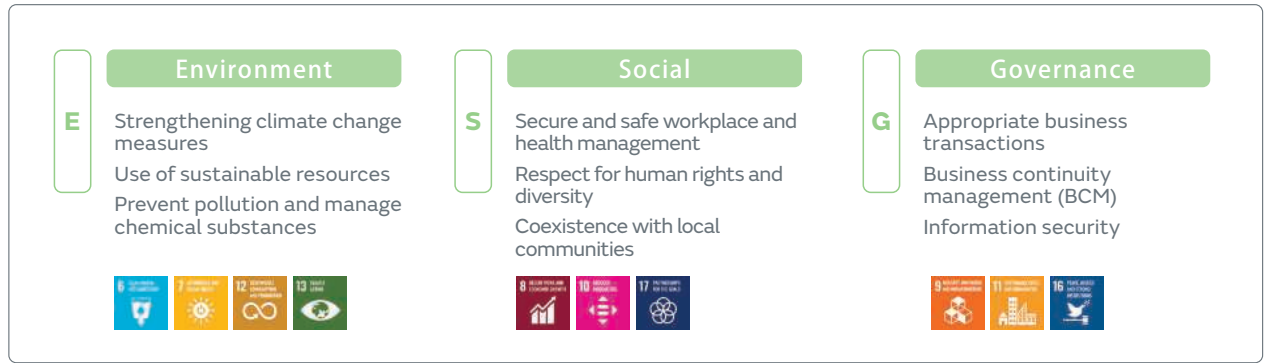 E
Environment
Strengthening climate change
measures
Use of sustainable resources
Prevent pollution and manage
chemical substances
6
7
12
13
S
Social
Secure and safe workplace and
health management
Respect for human rights and
diversity
Coexistence with local
communities
8
10
17
G
Governance
Appropriate business
transactions
Business continuity
management (BCM)
Information security
9
11
16